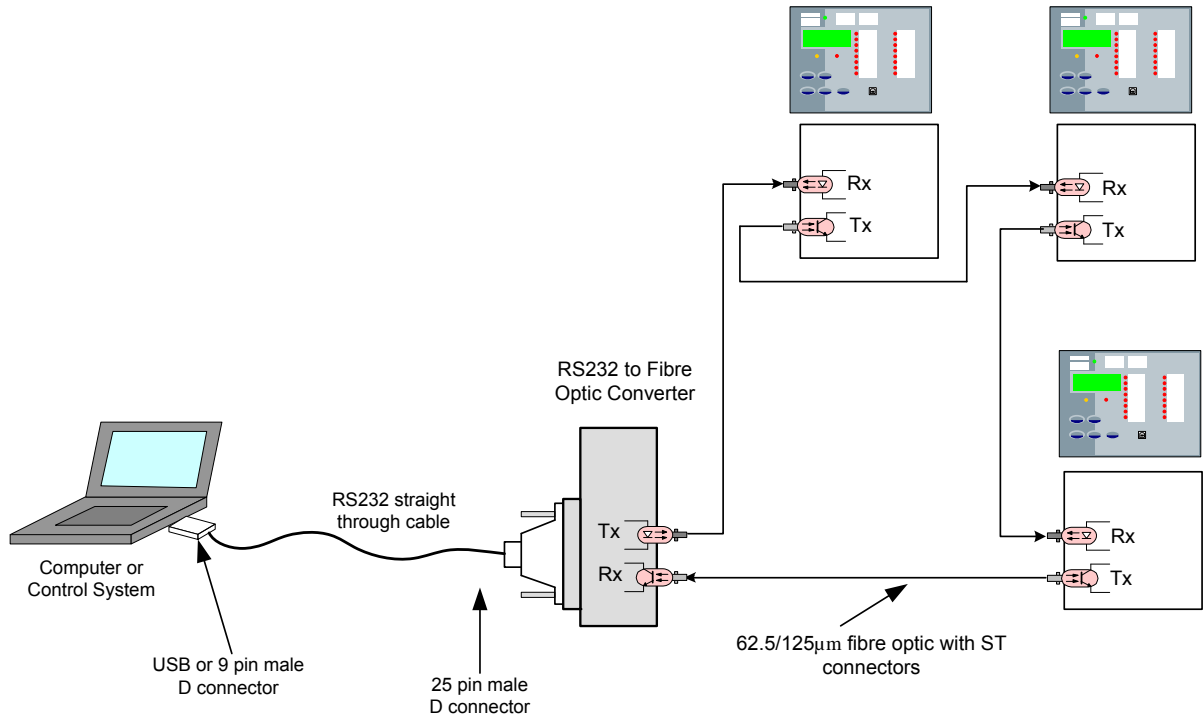 Rx
Tx
Rx
Tx
RS232 to Fibre
Optic Converter
RS232 straight
through cable
Tx
Rx
Rx
Tx
Computer or
Control System
USB or 9 pin male
D connector
25 pin male
D connector
62.5/125μm fibre optic with ST
connectors